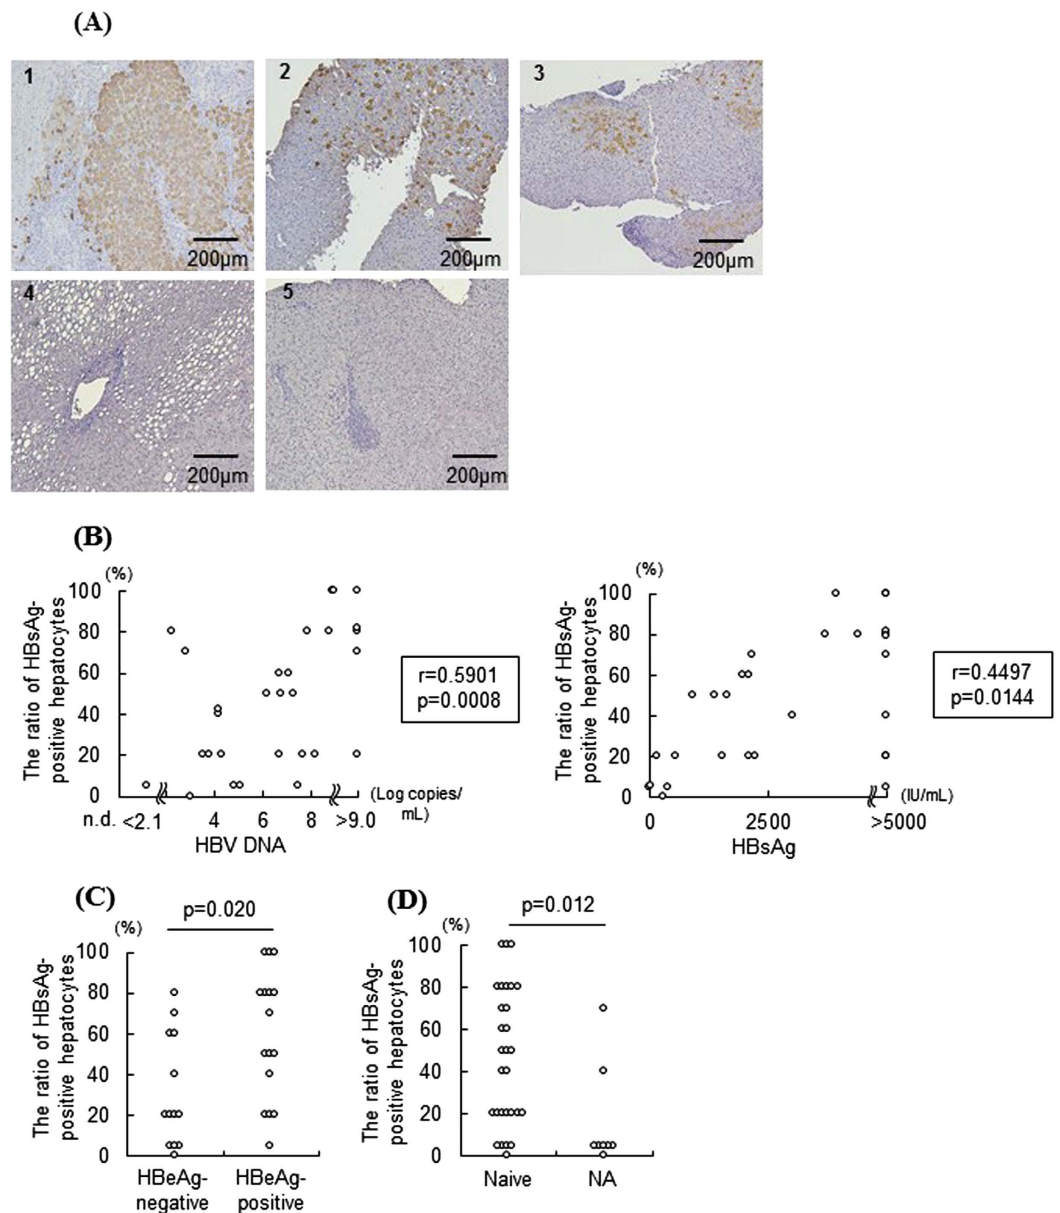 (A)
1
200μm
2
200μm
3
200μm
4
200μm
5
200μm
(B)
(%)
The ratio of HBsAg-
positive hepatocytes
100
80
60
40
20
0
n.d. <2.1 4 6 8 >9.0
(Log copies/
mL)
HBV DNA
r=0.5901
p=0.0008
(%)
The ratio of HBsAg-
positive hepatocytes
100
80
60
40
20
0
0 2500 >5000
(IU/mL)
HBsAg
r=0.4497
p=0.0144
(C)
p=0.020
(%)
The ratio of HBsAg-
positive hepatocytes
100
80
60
40
20
0
HBeAg-
negative
HBeAg-
positive
(D)
p=0.012
(%)
The ratio of HBsAg-
positive hepatocytes
100
80
60
40
20
0
Naive NA